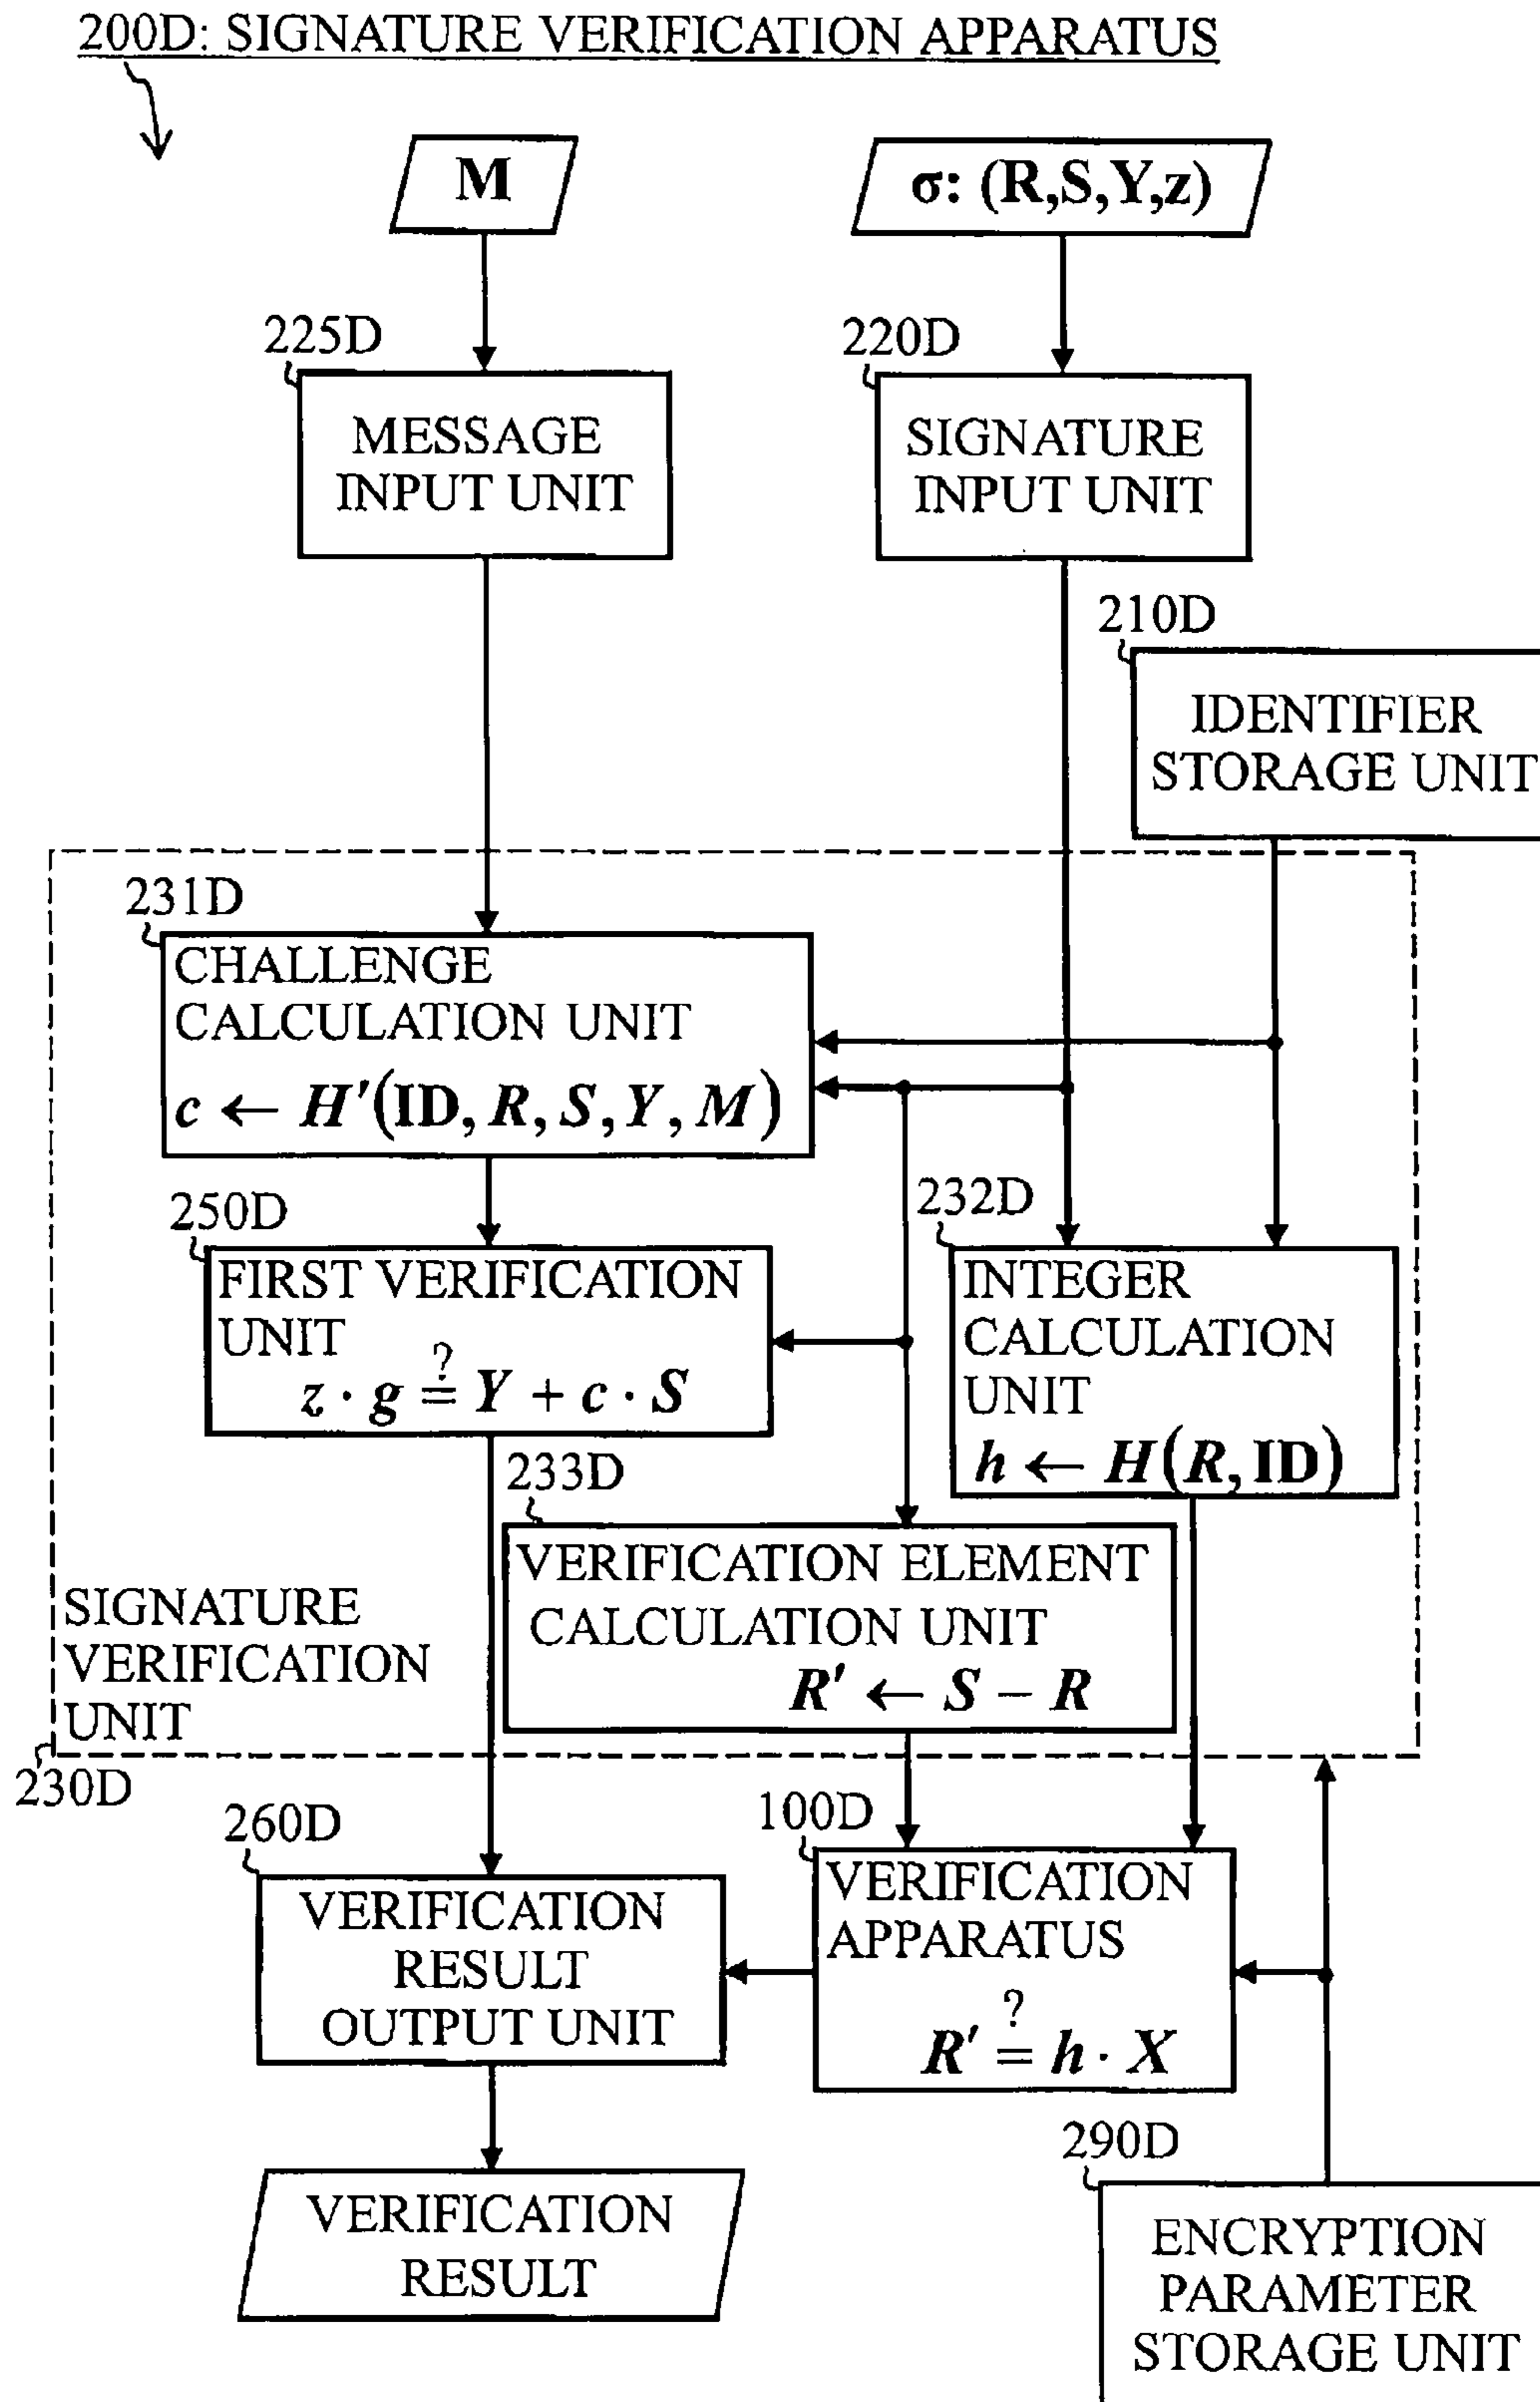 200D: SIGNATURE VERIFICATION APPARATUS
M
σ: (R,S,Y,z)
225D
MESSAGE
INPUT UNIT
220D
SIGNATURE
INPUT UNIT
210D
IDENTIFIER
STORAGE UNIT
231D
CHALLENGE
CALCULATION UNIT
c ← H'(ID, R, S, Y, M)
250D
FIRST VERIFICATION
UNIT
z · g ≟ Y + c · S
232D
INTEGER
CALCULATION
UNIT
h ← H(R, ID)
233D
VERIFICATION ELEMENT
CALCULATION UNIT
R' ← S – R
SIGNATURE
VERIFICATION
UNIT
230D
260D
VERIFICATION
RESULT
OUTPUT UNIT
100D
VERIFICATION
APPARATUS
R' ≟ h · X
VERIFICATION
RESULT
290D
ENCRYPTION
PARAMETER
STORAGE UNIT